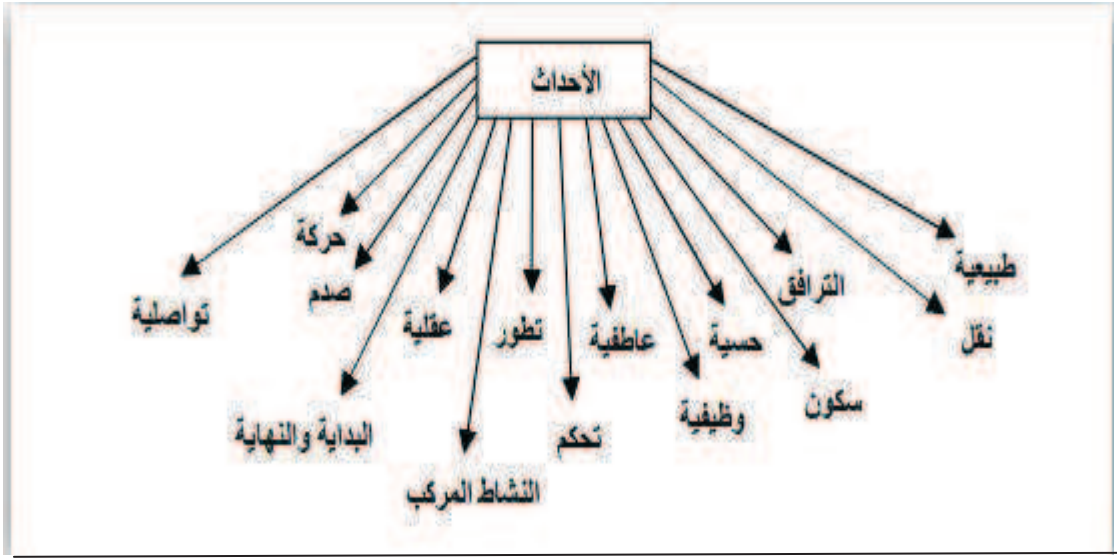 الأحداث
طبيعية
نقل
الترافق
سكون
حسية
وظيفية
عاطفية
تحكم
تطور
النشاط المركب
عقلية
البداية والنهاية
صدم
حركة
تواصلية